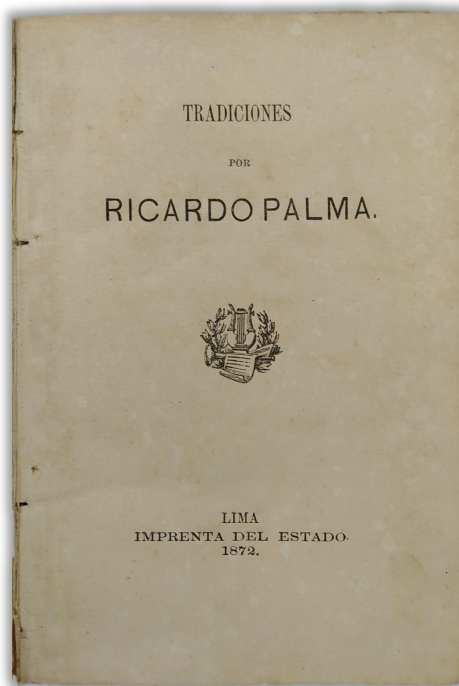 TRADICIONES
POR
RICARDO PALMA.
LIMA
IMPRENTA DEL ESTADO.
1872.